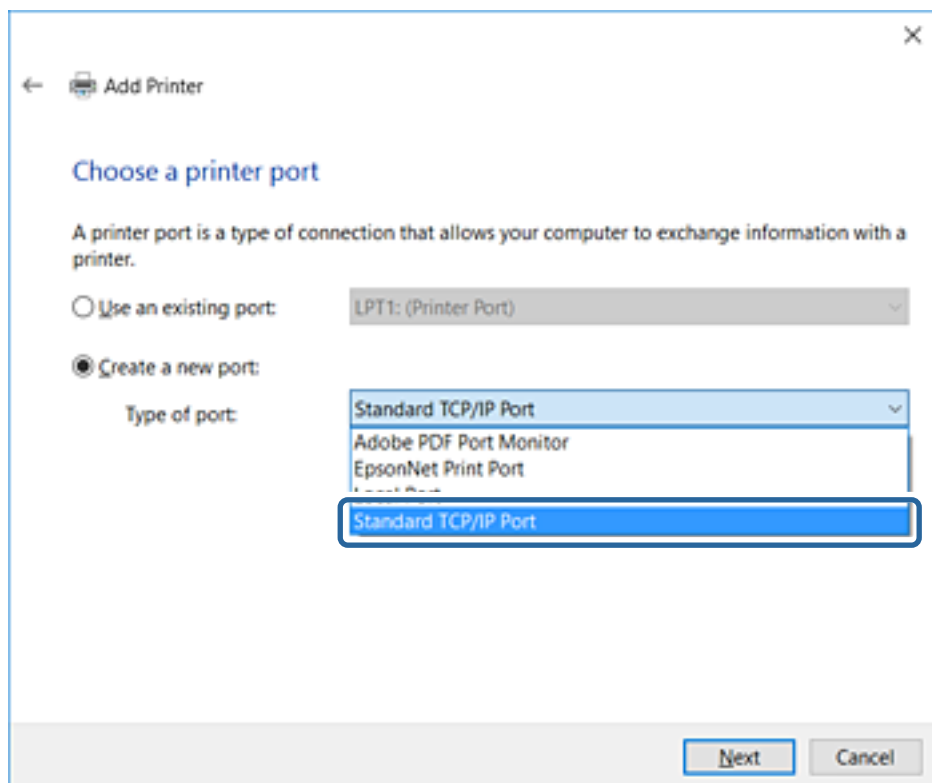 Add Printer
Choose a printer port
A printer port is a type of connection that allows your computer to exchange information with a
printer.
Use an existing port:
LPT1: (Printer Port)
Create a new port:
Type of port:
Standard TCP/IP Port
Adobe PDF Port Monitor
EpsonNet Print Port
Local Port
Standard TCP/IP Port
Next
Cancel